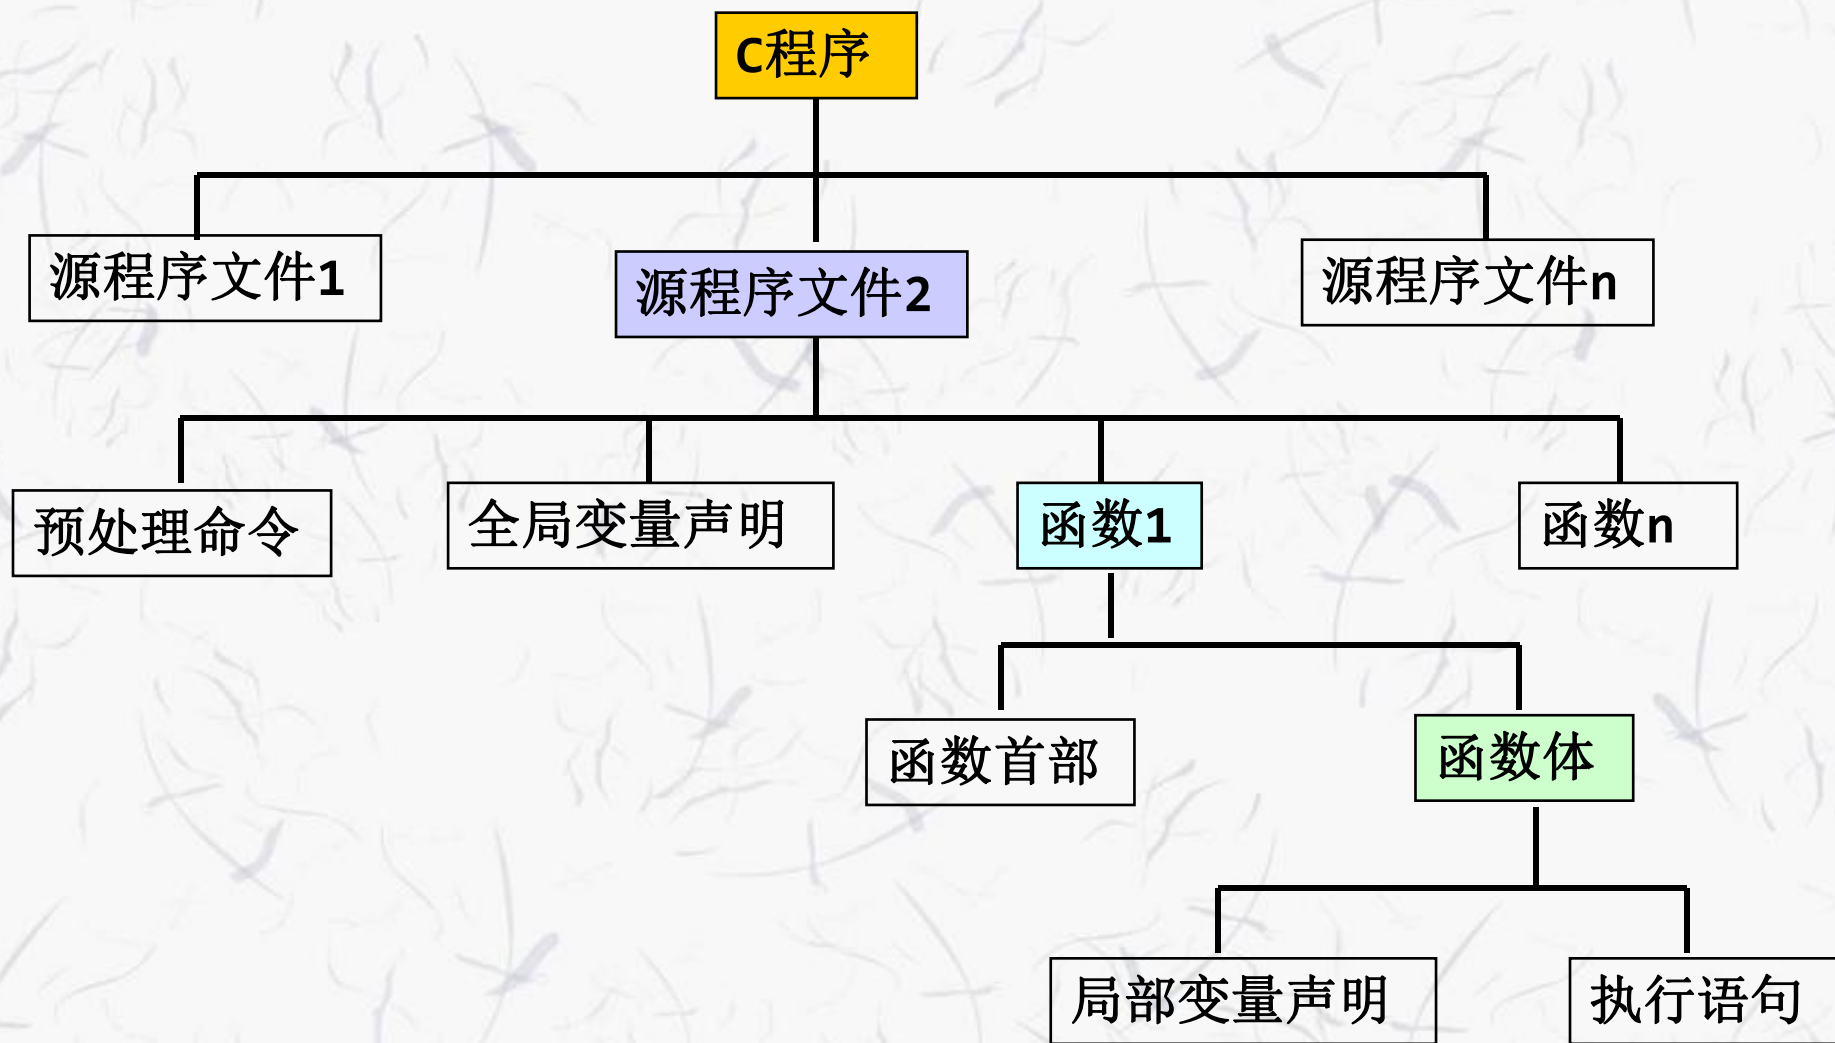 C程序
源程序文件1
源程序文件2
源程序文件n
预处理命令
全局变量声明
函数1
函数n
函数首部
函数体
局部变量声明
执行语句